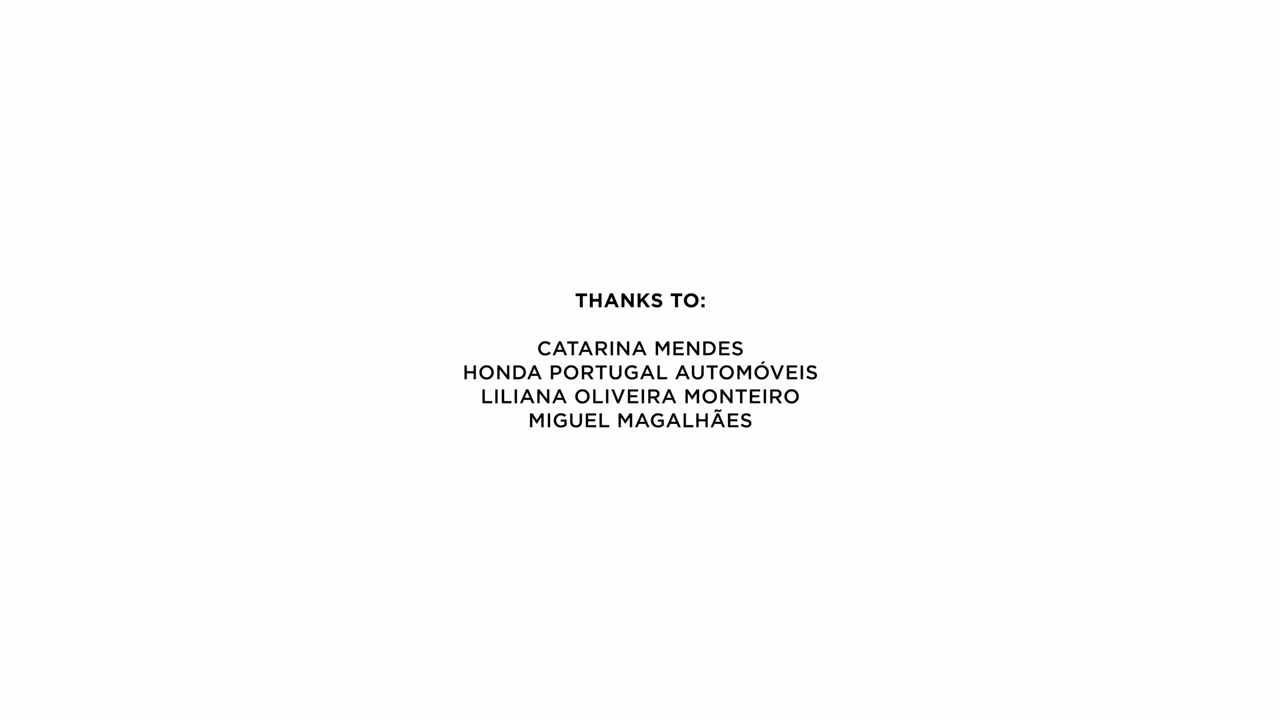 THANKS TO:
CATARINA MENDES
HONDA PORTUGAL AUTOMÓVEIS
LILIANA OLIVEIRA MONTEIRO
MIGUEL MAGALHÃES